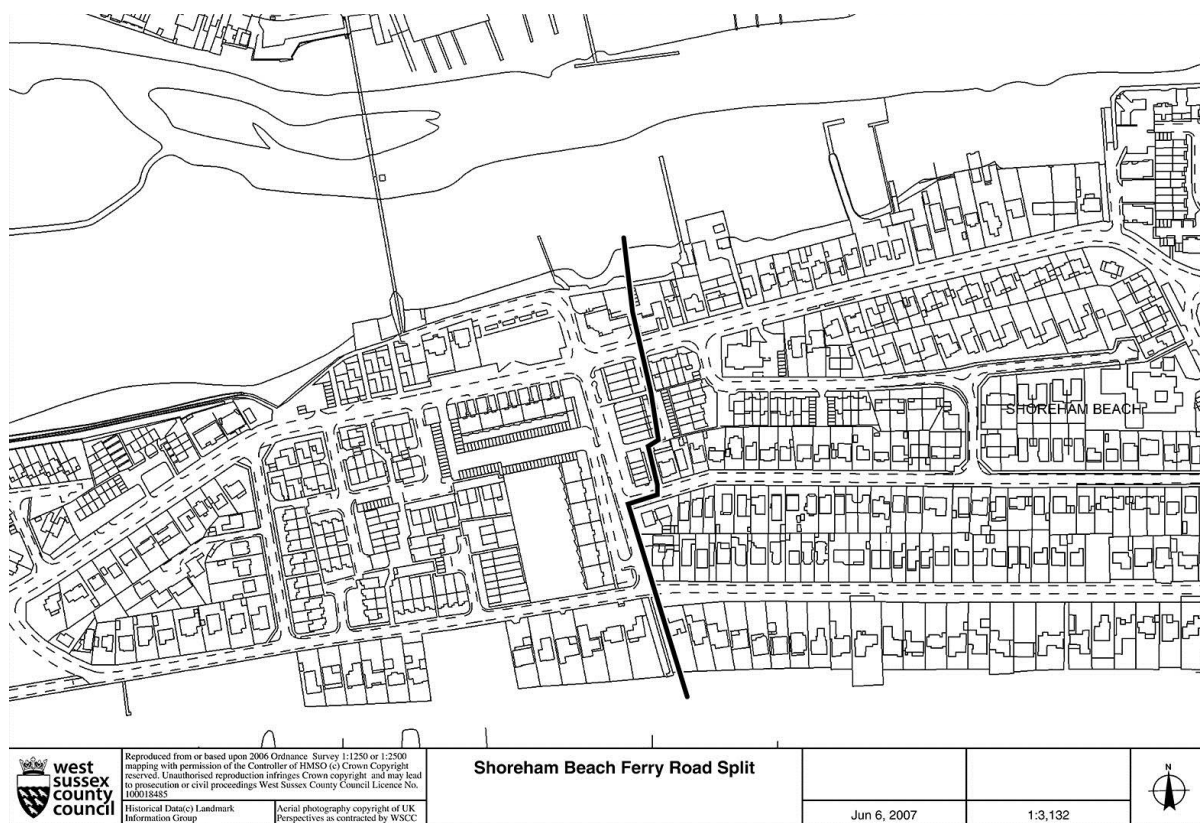 SHOREHAM BEACH
west
sussex
county
council
Reproduced from or based upon 2006 Ordnance Survey 1:1250 or 1:2500
mapping with permission of the Controller of HMSO (c) Crown Copyright
reserved. Unauthorised reproduction infringes Crown copyright and may lead
to prosecution or civil proceedings West Sussex County Council Licence No.
100018485
Historical Data(c) Landmark
Information Group
Aerial photography copyright of UK
Perspectives as contracted by WSCC
Shoreham Beach Ferry Road Split
Jun 6, 2007
1:3,132
N